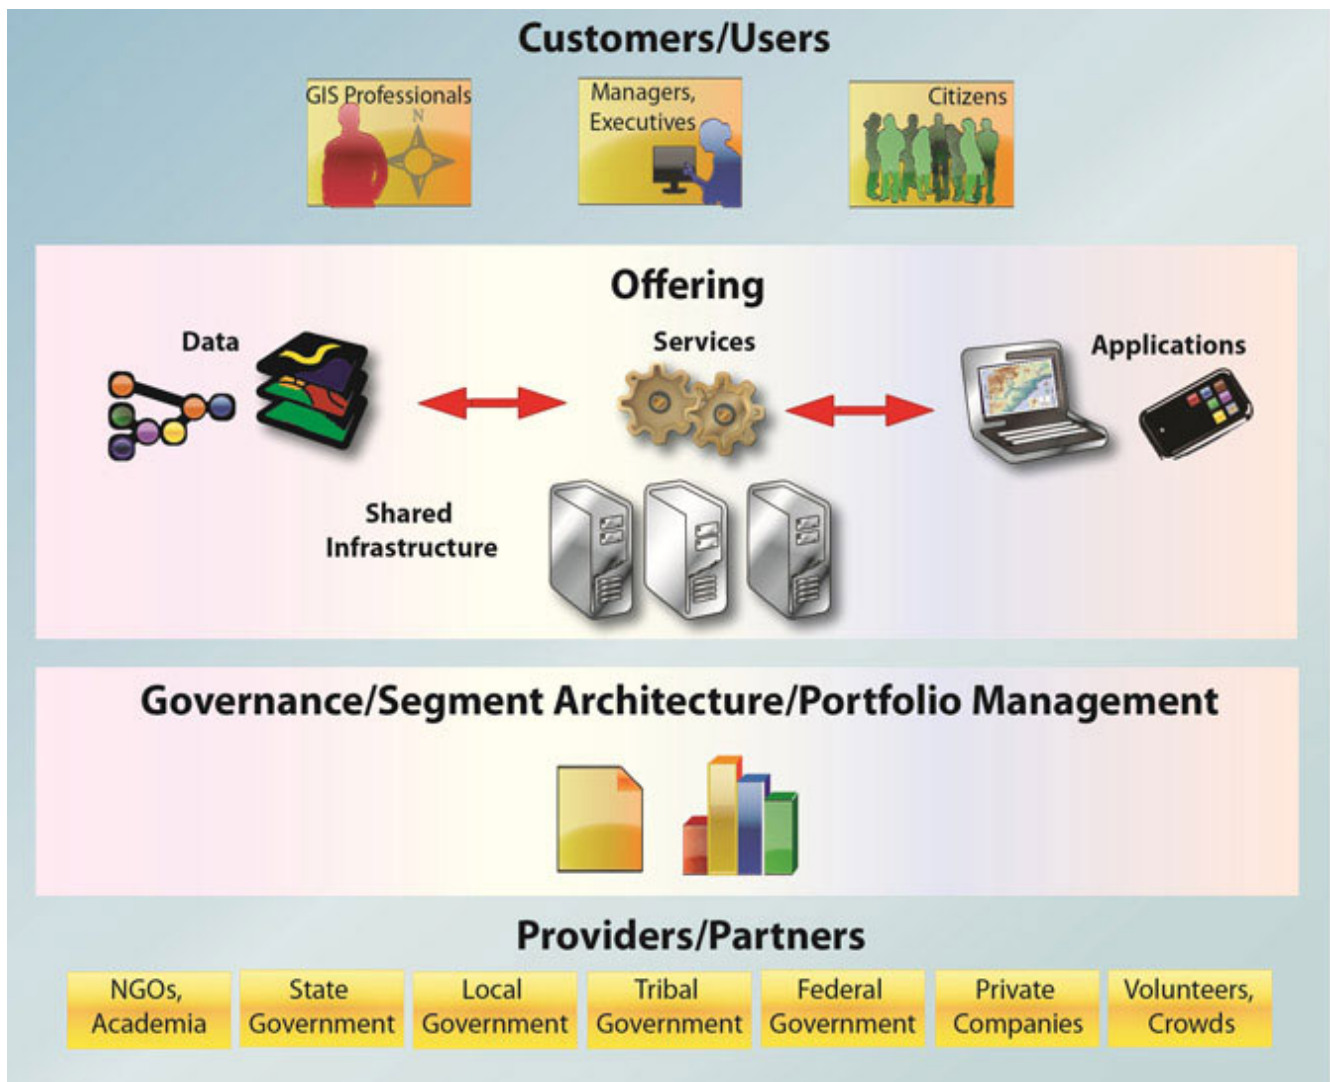 Customers/Users
GIS Professionals
N
Managers,
Executives
Citizens
Offering
Data
Services
Applications
Shared
Infrastructure
Governance/Segment Architecture/Portfolio Management
Providers/Partners
NGOs,
Academia
State
Government
Local
Government
Tribal
Government
Federal
Government
Private
Companies
Volunteers,
Crowds